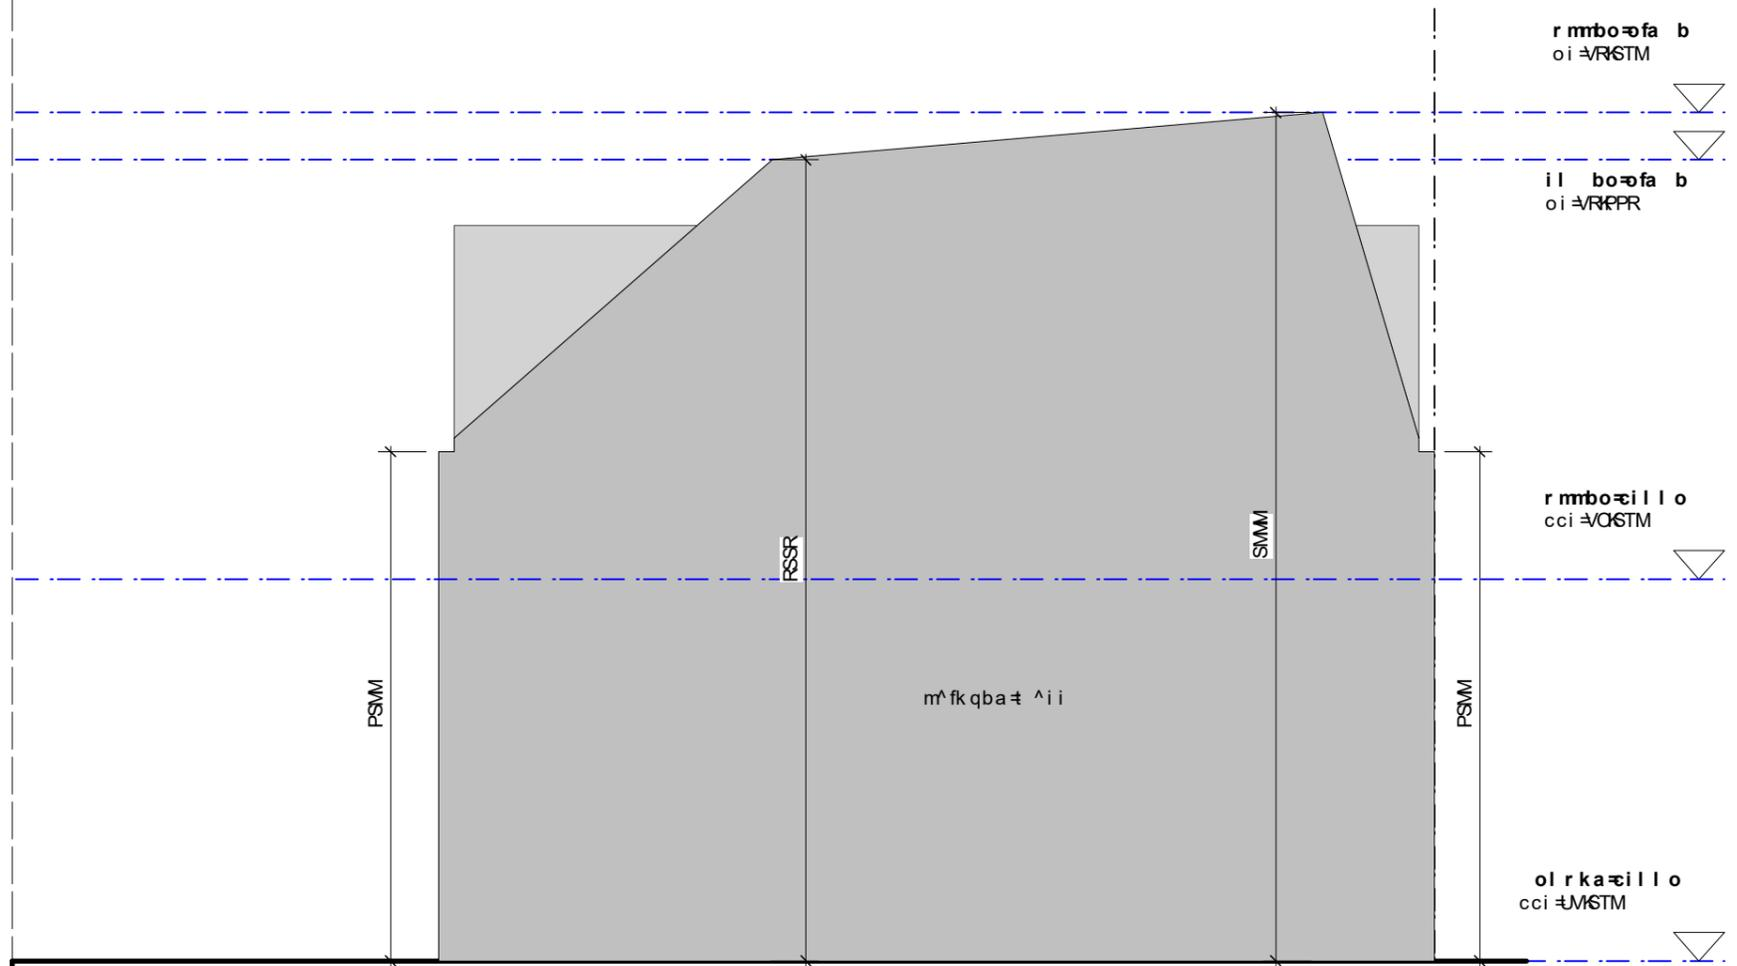 r mmbo=ofa b
oi =VRKSTM
il bo=ofa b
oi =VRKPPR
r mmbo=cil l o
cci =VOKSTM
RSSR
SMMM
PSMM
m^fk qba=t ^i i
PSMM
ol r k a=cil l o
cci =UVKSTM